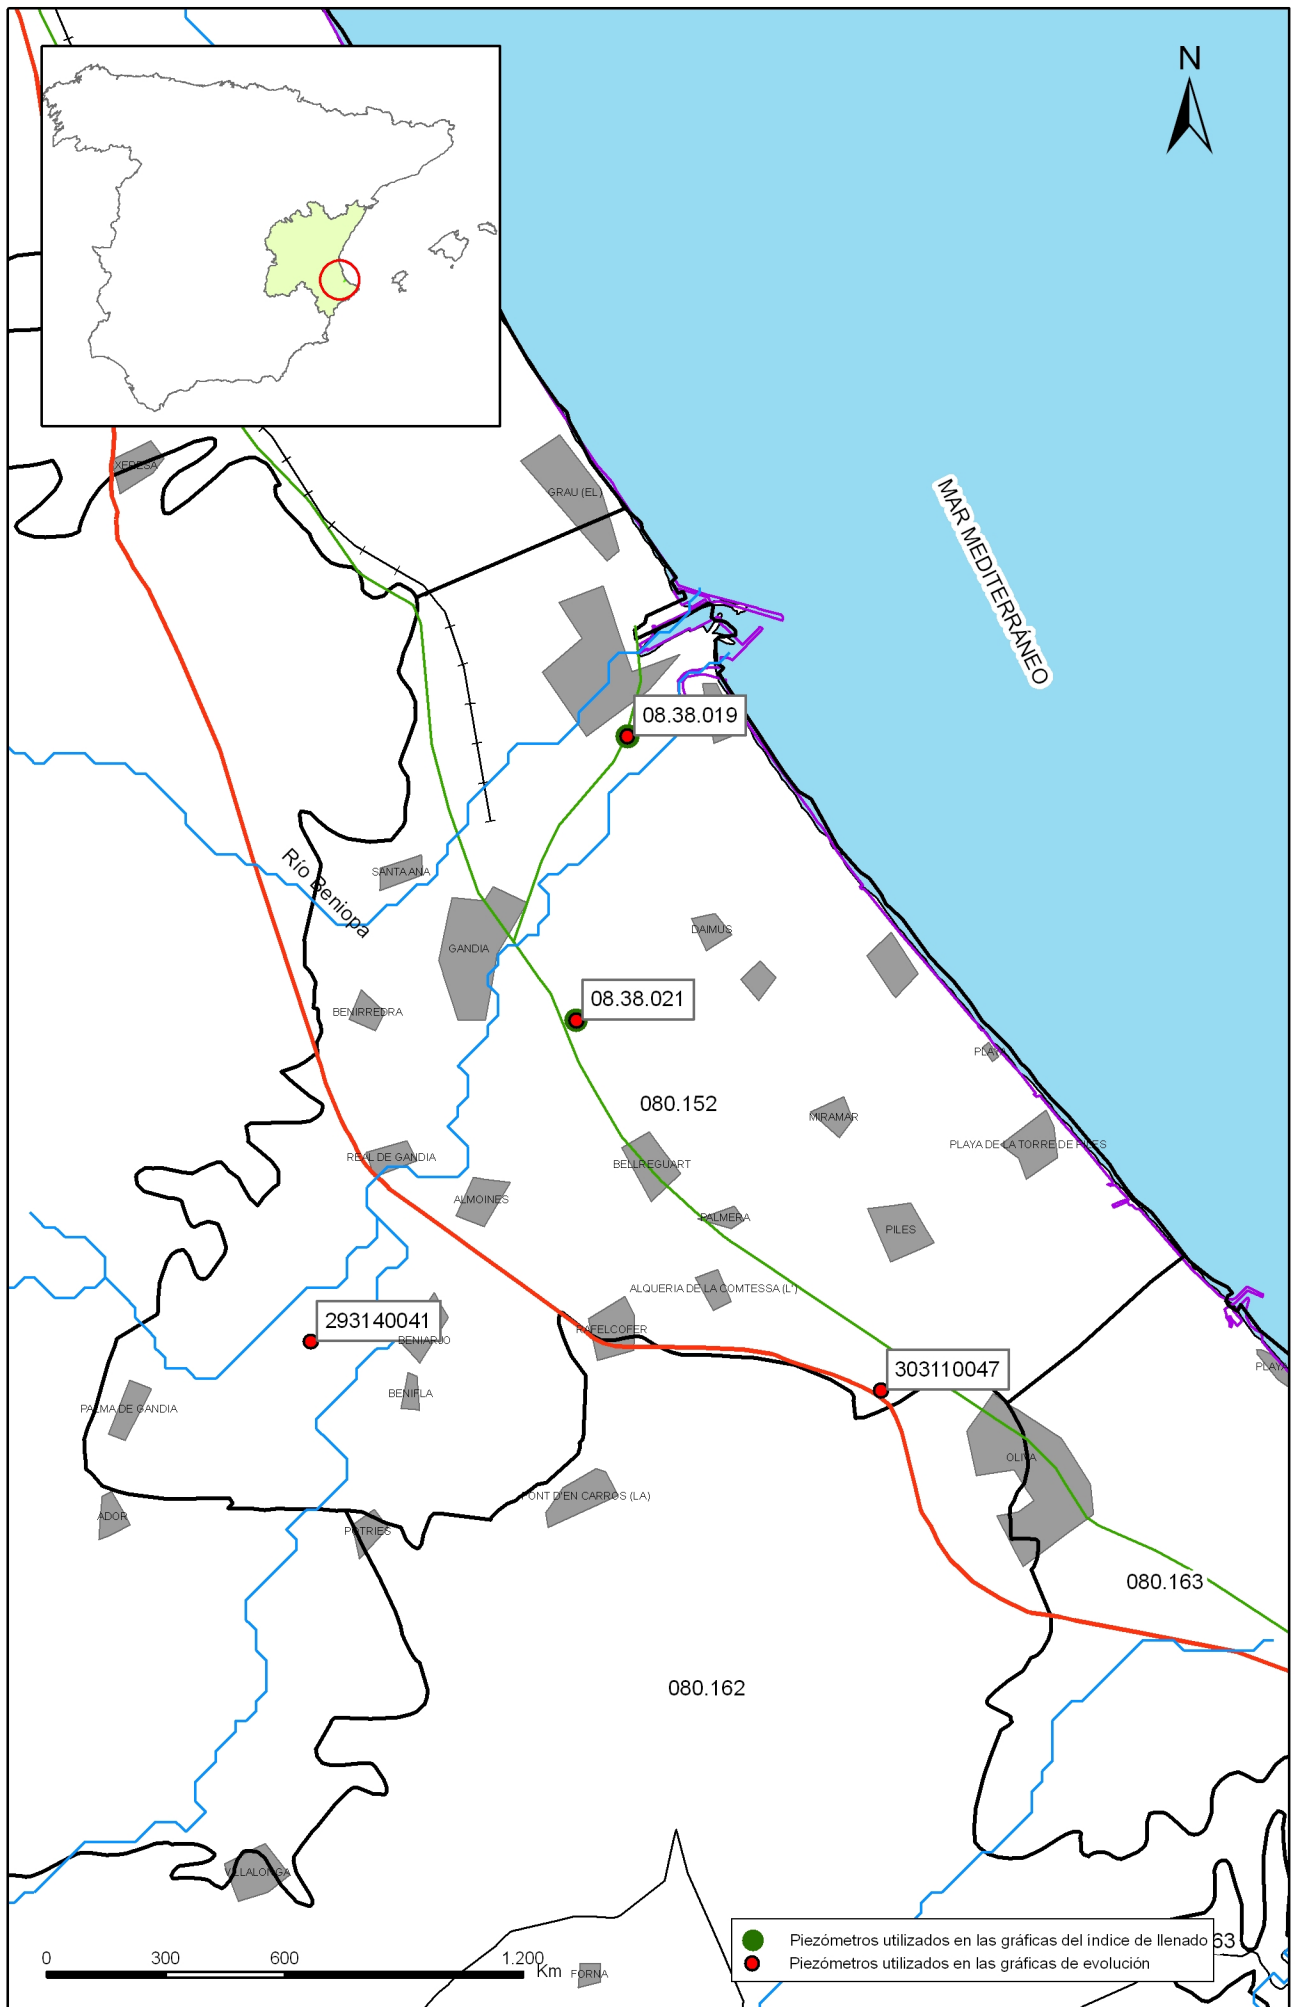 N
MAR MEDITERRÁNEO
XERESA
GRAU (EL)
08.38.019
Río Beniopa
SANTA ANA
DAIMUS
GANDIA
08.38.021
BENIRREDRA
PLAYA
080.152
MIRAMAR
PLAYA DE LA TORRE DE PILES
REAL DE GANDIA
BELLREGUART
ALMOINES
PALMERA
PILES
ALQUERIA DE LA COMTESSA (L')
293140041
RAFELCOFER
BENIARJO
303110047
PLAYA
BENIFLA
PALMA DE GANDIA
OLIVA
FONT D'EN CARROS (LA)
ADOR
POTRIES
080.163
080.162
VILLALONGA
63
Piezómetros utilizados en las gráficas del índice de llenado
Piezómetros utilizados en las gráficas de evolución
0 300 600 1.200
Km
FORNA